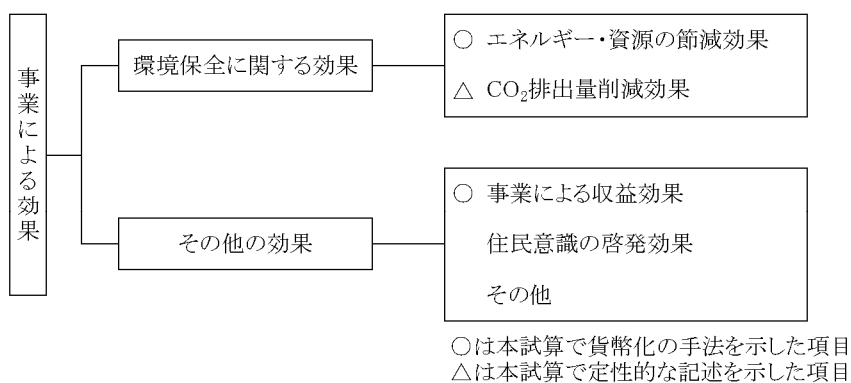 事業による効果
環境保全に関する効果
○ エネルギー・資源の節減効果
△ CO₂排出量削減効果
その他の効果
○ 事業による収益効果
住民意識の啓発効果
その他
○は本試算で貨幣化の手法を示した項目
△は本試算で定性的な記述を示した項目